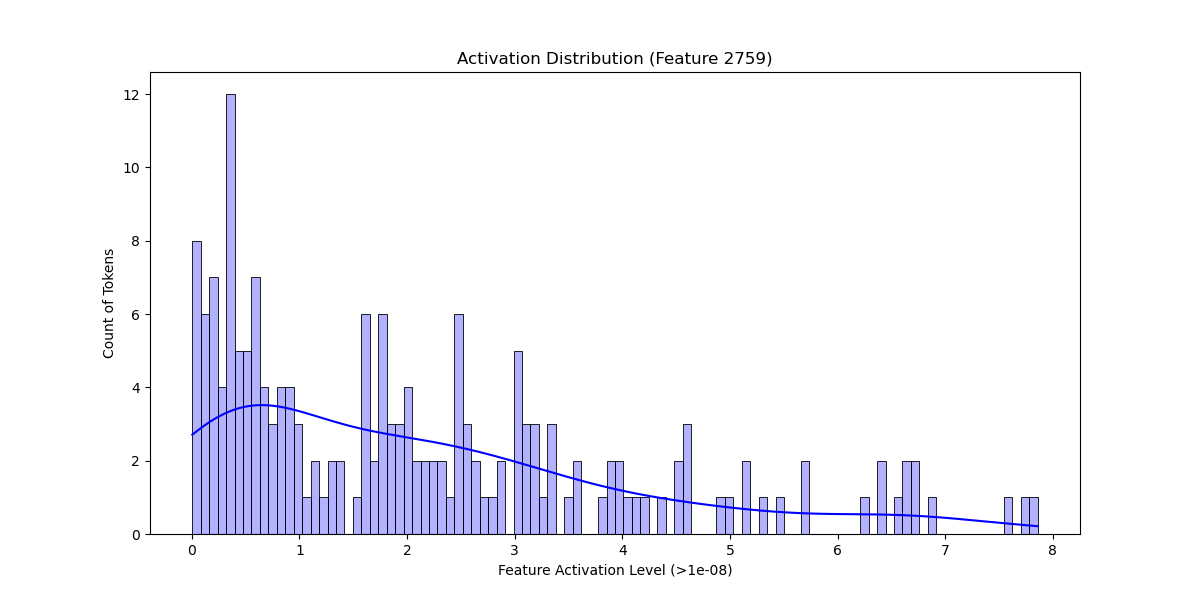 Activation Distribution (Feature 2759)
12
10
8
6
4
2
0
Count of Tokens
0 1 2 3 4 5 6 7 8
Feature Activation Level (>1e-08)